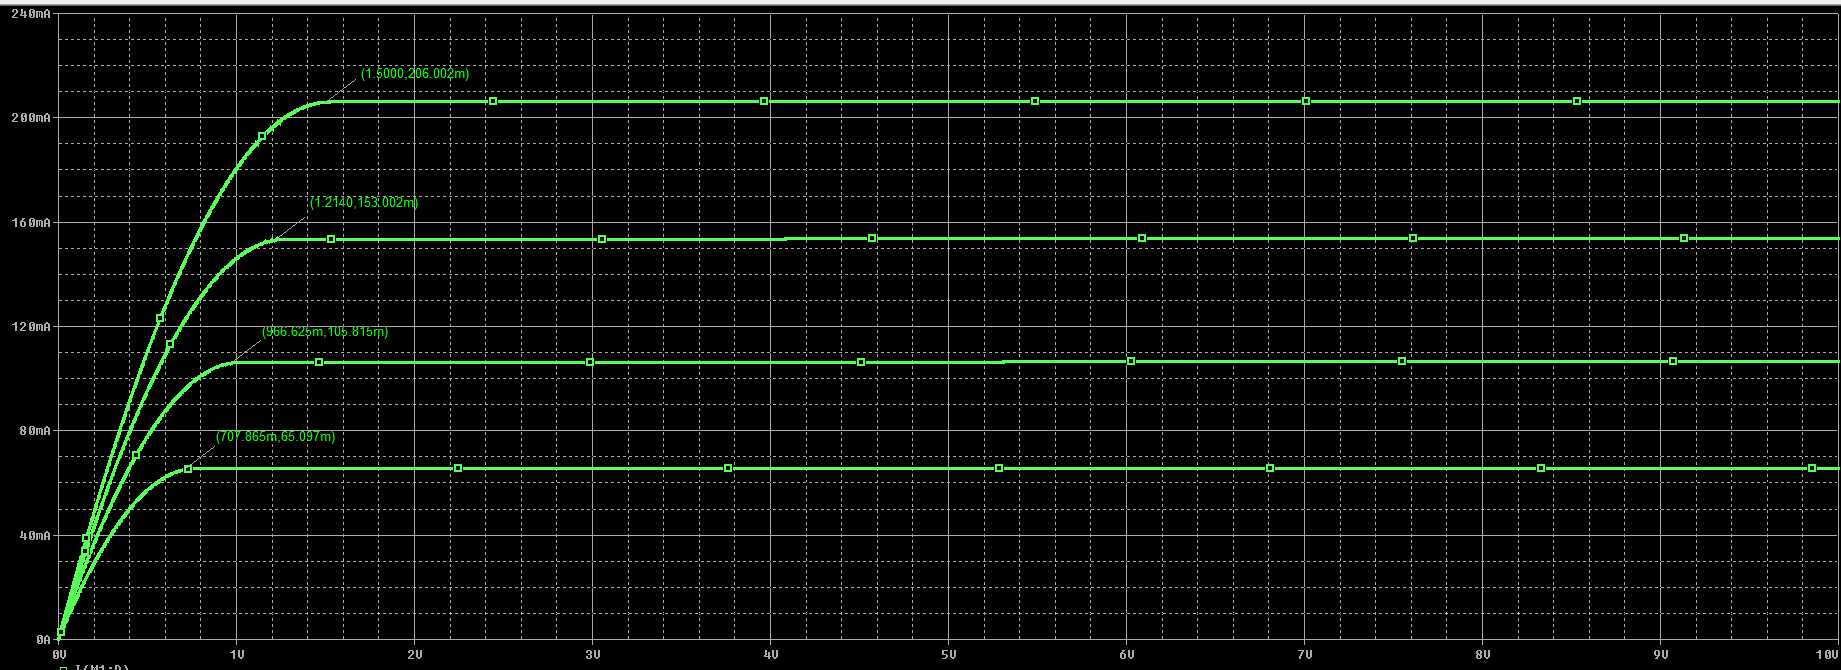 240mA
(1.5000,206.002m)
200mA
(1.2140,153.002m)
160mA
(966.625m,105.815m)
120mA
(707.865m,65.097m)
80mA
40mA
0A
0V 1V 2V 3V 4V 5V 6V 7V 8V 9V 10V
I(M1:D)